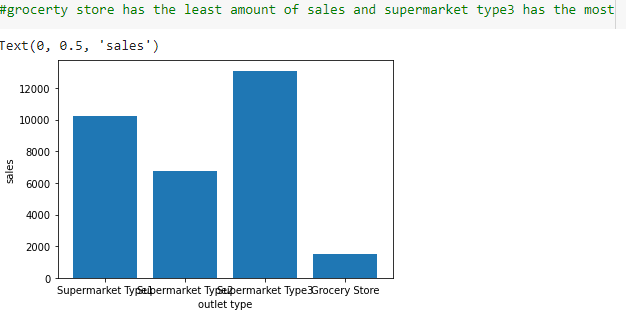 #grocerty store has the least amount of sales and supermarket type3 has the most
Text(0, 0.5, 'sales')
12000
10000
8000
6000
4000
2000
0
sales
Supermarket Type1 Supermarket Type2 Supermarket Type3 Grocery Store
outlet type